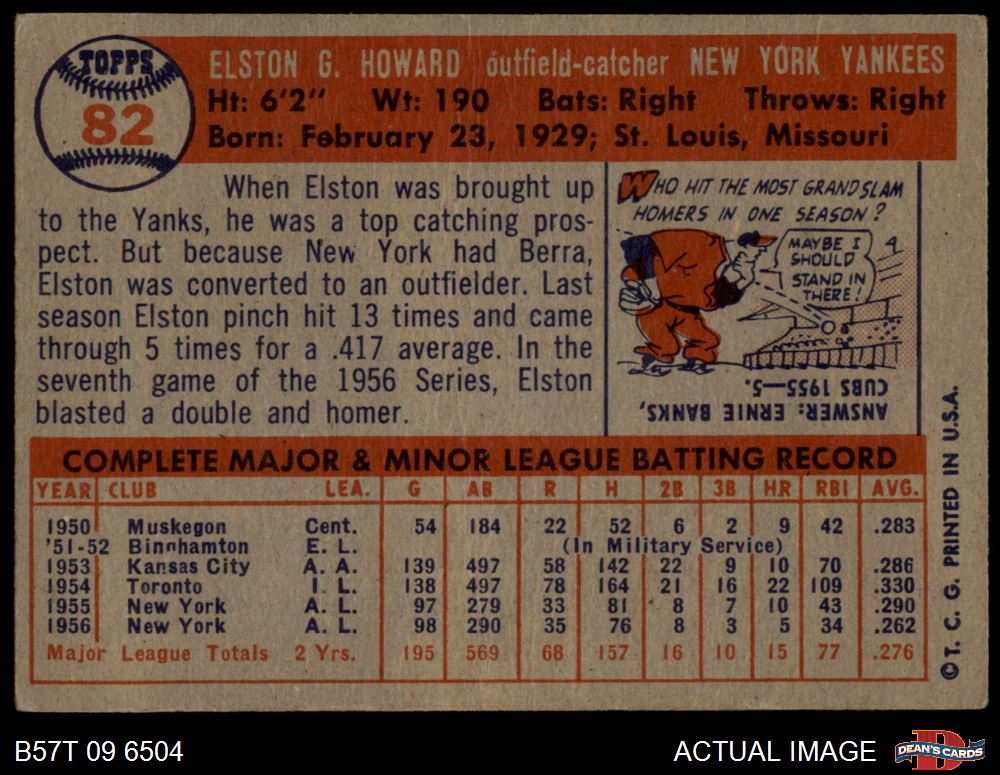 TOPPS
82
ELSTON G. HOWARD outfield-catcher NEW YORK YANKEES
Ht: 6'2" Wt: 190 Bats: Right Throws: Right
Born: February 23, 1929; St. Louis, Missouri
When Elston was brought up
to the Yanks, he was a top catching pros-
pect. But because New York had Berra,
Elston was converted to an outfielder. Last
season Elston pinch hit 13 times and came
through 5 times for a .417 average. In the
seventh game of the 1956 Series, Elston
blasted a double and homer.
WHO HIT THE MOST GRAND SLAM
HOMERS IN ONE SEASON?
MAYBE I
SHOULD
STAND IN
THERE!
ANSWER: ERNIE BANKS,
CUBS 1955—5.
COMPLETE MAJOR & MINOR LEAGUE BATTING RECORD
YEAR CLUB LEA. G AB R H 2B 3B HR RBI AVG.
1950 Muskegon Cent. 54 184 22 52 6 2 9 42 .283
'51-52 Binghamton E. L. (In Military Service)
1953 Kansas City A. A. 139 497 58 142 22 9 10 70 .286
1954 Toronto I. L. 138 497 78 164 21 16 22 109 .330
1955 New York A. L. 97 279 33 81 8 7 10 43 .290
1956 New York A. L. 98 290 35 76 8 3 5 34 .262
Major League Totals 2 Yrs. 195 569 68 157 16 10 15 77 .276
© T. C. G. PRINTED IN U.S.A.
B57T 09 6504
ACTUAL IMAGE
DEAN'S CARDS